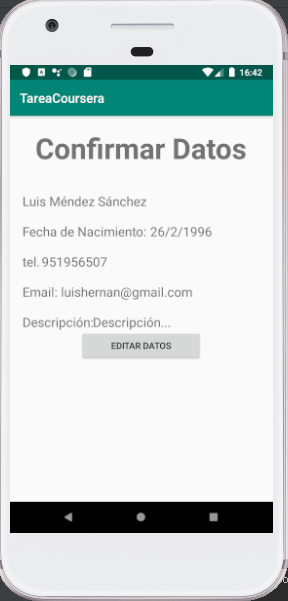 16:42
TareaCoursera
Confirmar Datos
Luis Méndez Sánchez
Fecha de Nacimiento: 26/2/1996
tel. 951956507
Email: luishernan@gmail.com
Descripción:Descripción...
EDITAR DATOS